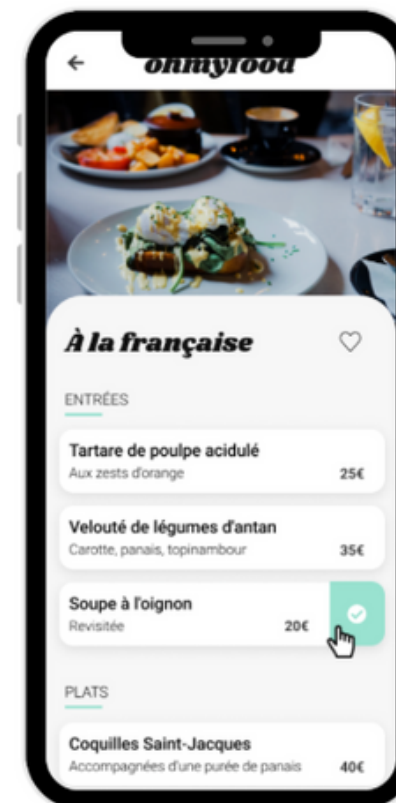 ohmyfood
À la française
ENTRÉES
Tartare de poulpe acidulé
Aux zests d'orange 25€
Velouté de légumes d'antan
Carotte, panais, topinambour 35€
Soupe à l'oignon
Revisitée 20€
PLATS
Coquilles Saint-Jacques
Accompagnées d'une purée de panais 40€